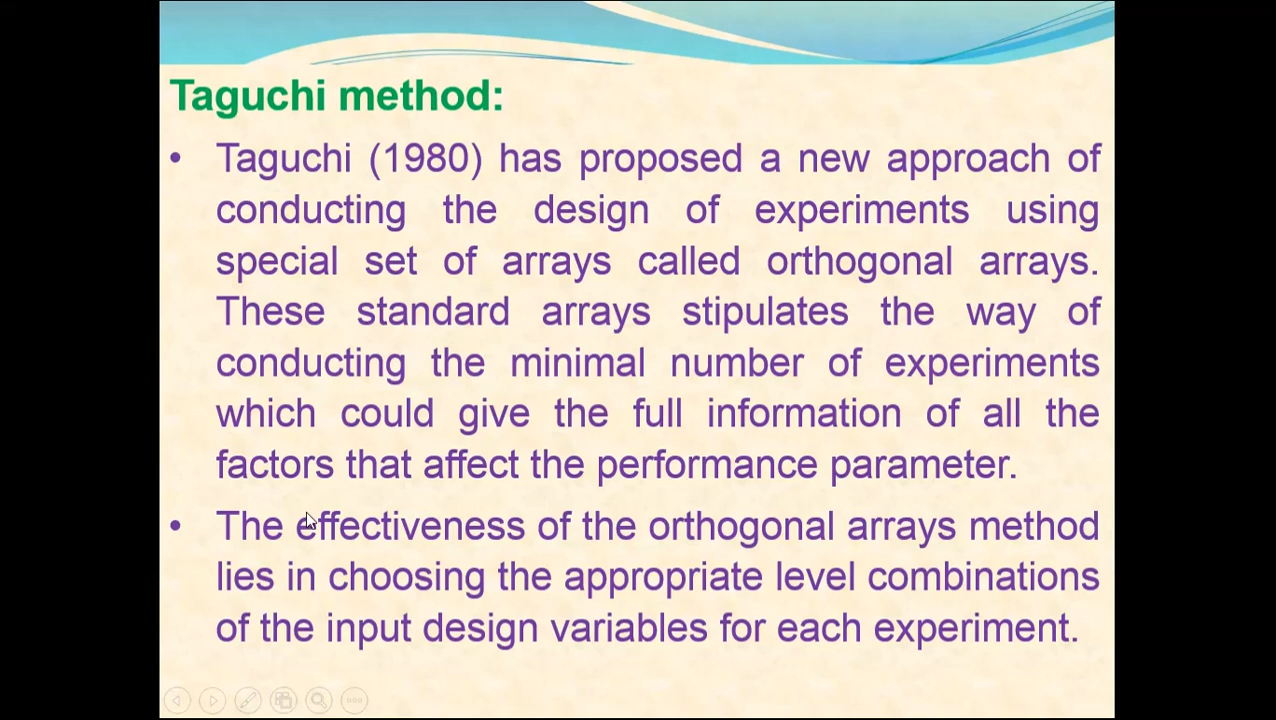 Taguchi method:
• Taguchi (1980) has proposed a new approach of
conducting the design of experiments using
special set of arrays called orthogonal arrays.
These standard arrays stipulates the way of
conducting the minimal number of experiments
which could give the full information of all the
factors that affect the performance parameter.
• The effectiveness of the orthogonal arrays method
lies in choosing the appropriate level combinations
of the input design variables for each experiment.